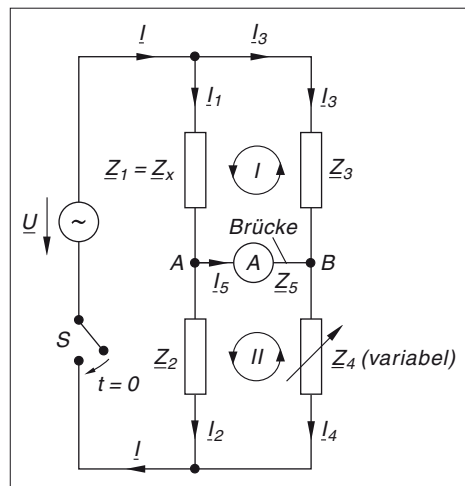 I I3
I1 I3
Z1 = Zx I Z3
U ~ Brücke
A A B
I5 Z5
S Z2 II Z4 (variabel)
t = 0
I I2 I4